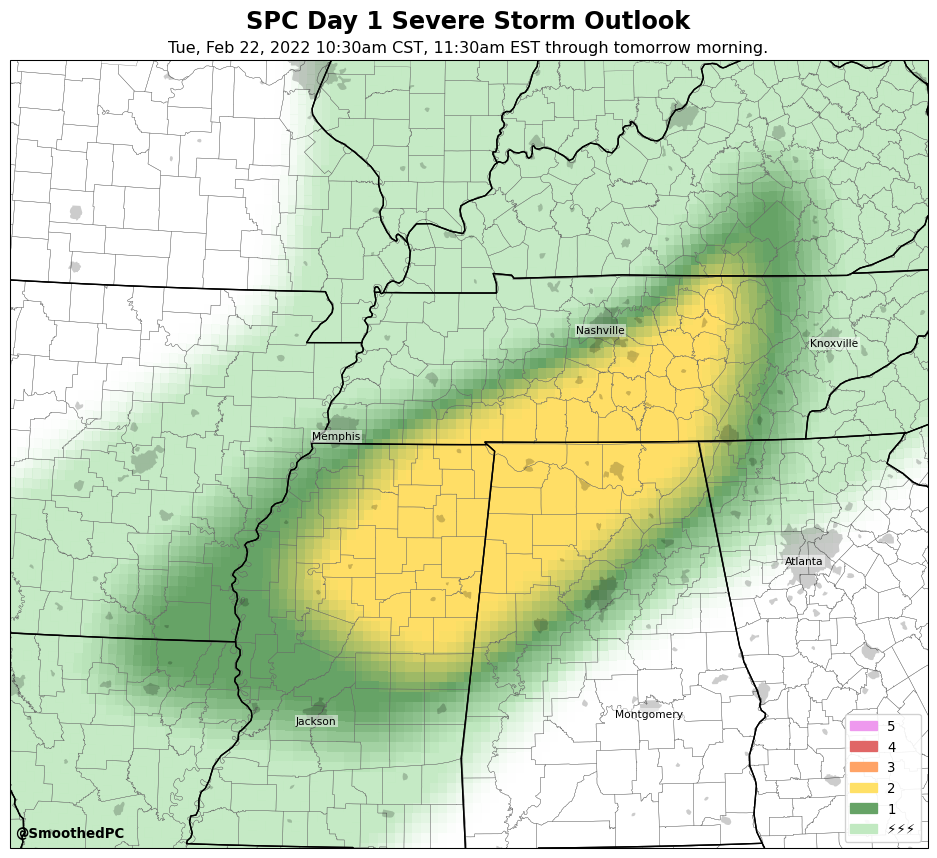 SPC Day 1 Severe Storm Outlook
Tue, Feb 22, 2022 10:30am CST, 11:30am EST through tomorrow morning.
Nashville
Knoxville
Memphis
Atlanta
Jackson
Montgomery
5
4
3
2
1
⚡⚡⚡
@SmoothedPC